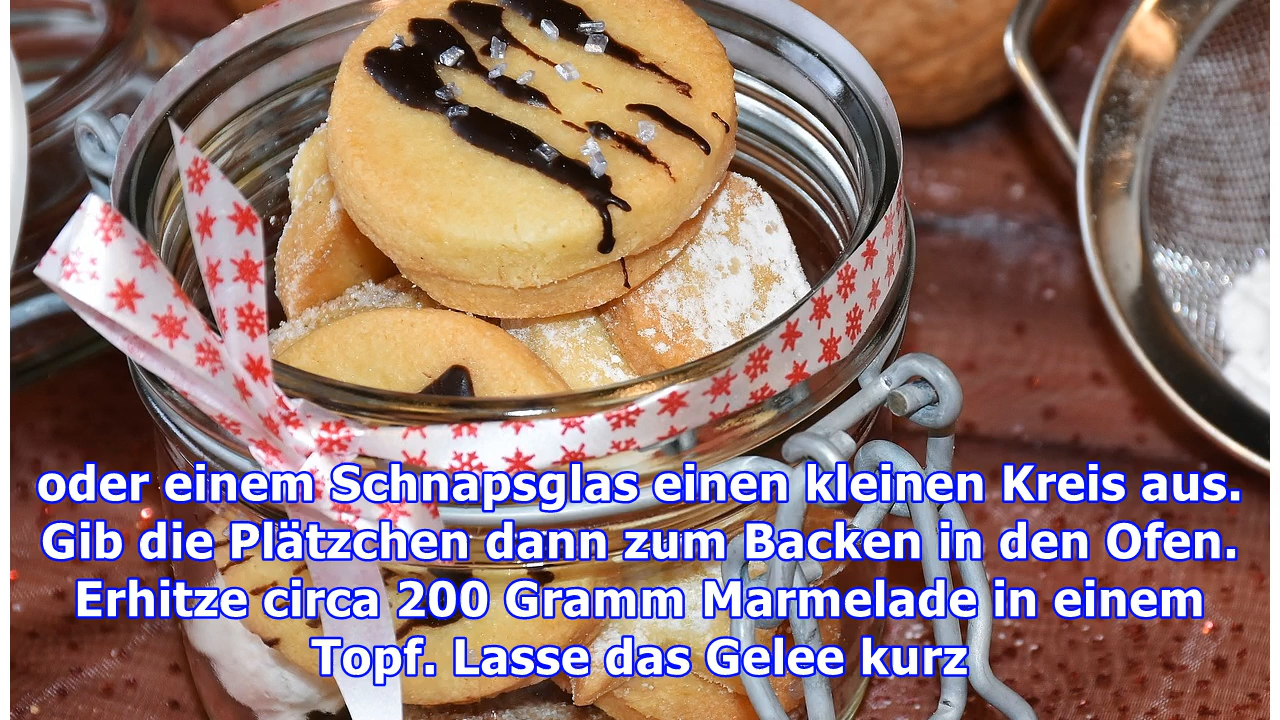 oder einem Schnapsglas einen kleinen Kreis aus.
Gib die Plätzchen dann zum Backen in den Ofen.
Erhitze circa 200 Gramm Marmelade in einem
Topf. Lasse das Gelee kurz